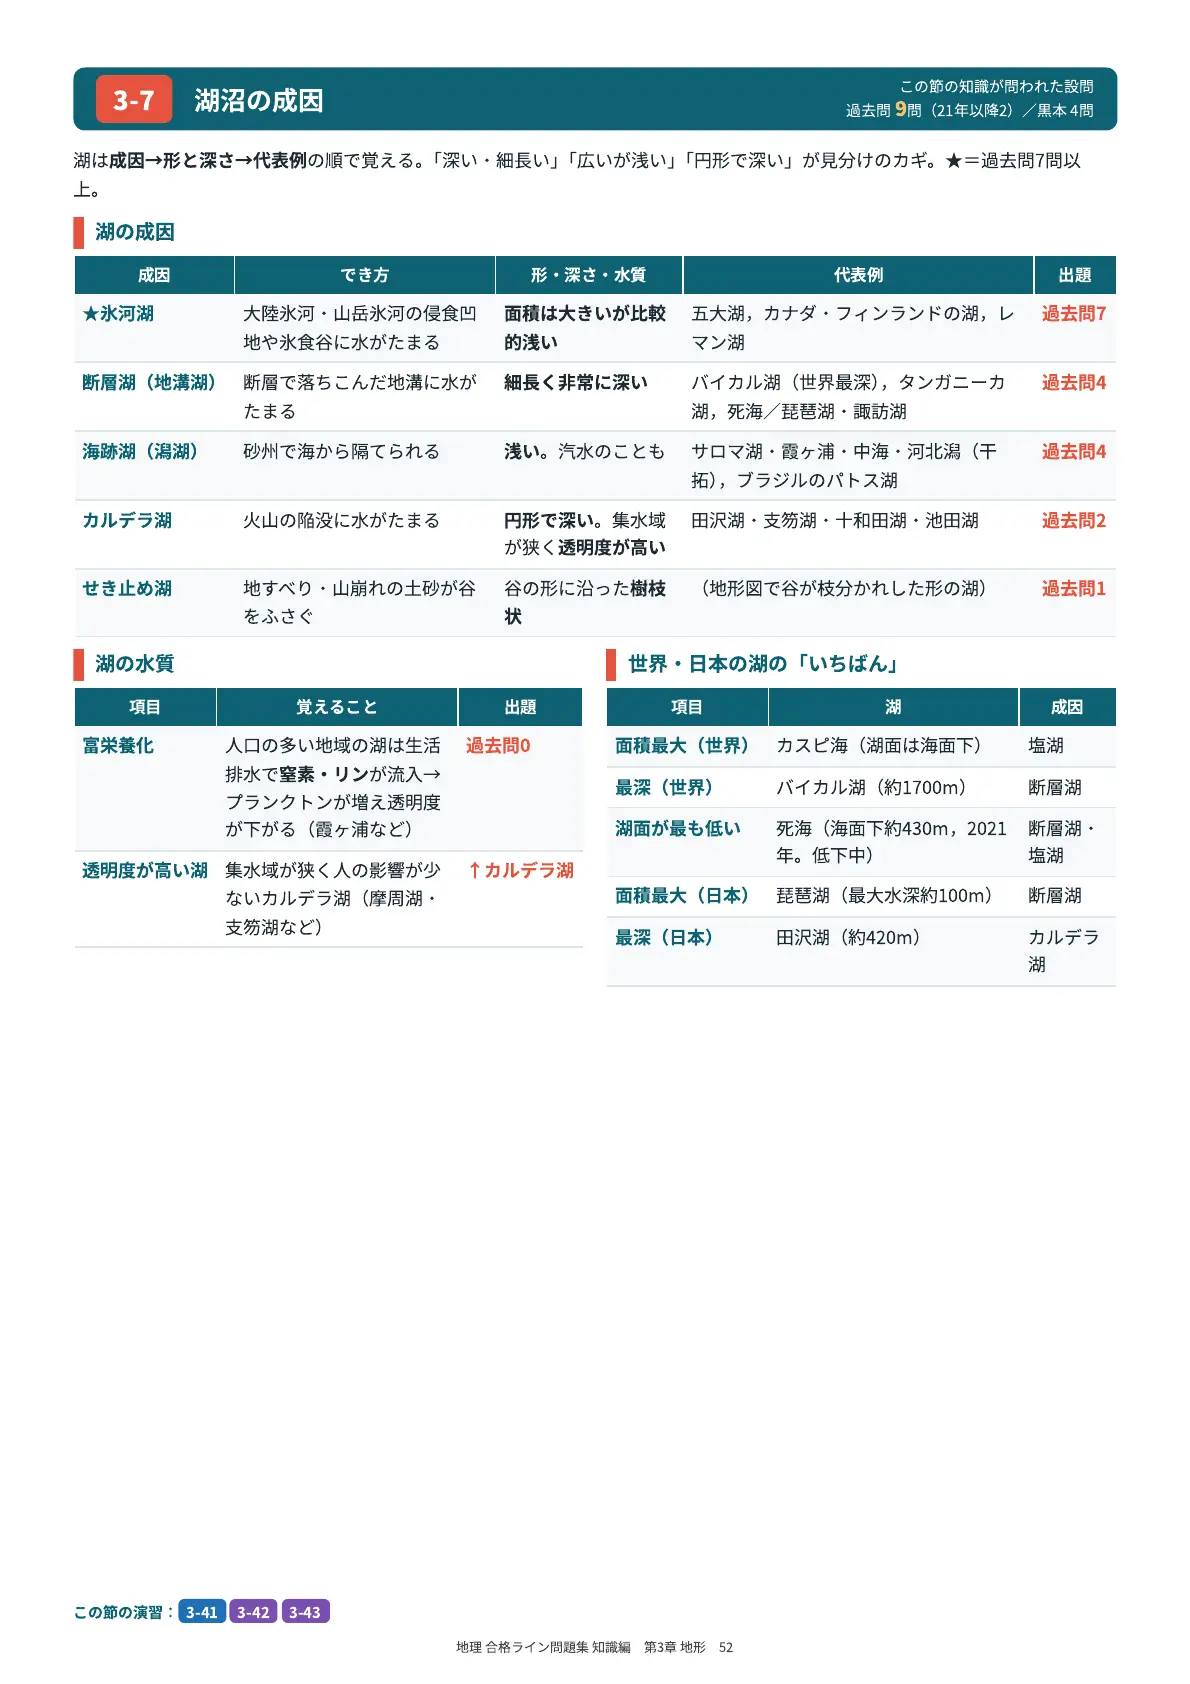 3-7 湖沼の成因
この節の知識が問われた設問
過去問 9問（21年以降2）／黒本 4問
湖は成因→形と深さ→代表例の順で覚える。「深い・細長い」「広いが浅い」「円形で深い」が見分けのカギ。★＝過去問7問以
上。
湖の成因
成因 でき方 形・深さ・水質 代表例 出題
★氷河湖 大陸氷河・山岳氷河の侵食凹 面積は大きいが比較 五大湖，カナダ・フィンランドの湖，レ 過去問7
地や氷食谷に水がたまる 的浅い マン湖
断層湖（地溝湖） 断層で落ちこんだ地溝に水が 細長く非常に深い バイカル湖（世界最深），タンガニーカ 過去問4
たまる 湖，死海／琵琶湖・諏訪湖
海跡湖（潟湖） 砂州で海から隔てられる 浅い。汽水のことも サロマ湖・霞ヶ浦・中海・河北潟（干 過去問4
拓），ブラジルのパトス湖
カルデラ湖 火山の陥没に水がたまる 円形で深い。集水域 田沢湖・支笏湖・十和田湖・池田湖 過去問2
が狭く透明度が高い
せき止め湖 地すべり・山崩れの土砂が谷 谷の形に沿った樹枝 （地形図で谷が枝分かれした形の湖） 過去問1
をふさぐ 状
湖の水質
項目 覚えること 出題
富栄養化 人口の多い地域の湖は生活 過去問0
排水で窒素・リンが流入→
プランクトンが増え透明度
が下がる（霞ヶ浦など）
透明度が高い湖 集水域が狭く人の影響が少 ↑カルデラ湖
ないカルデラ湖（摩周湖・
支笏湖など）
世界・日本の湖の「いちばん」
項目 湖 成因
面積最大（世界） カスピ海（湖面は海面下） 塩湖
最深（世界） バイカル湖（約1700m） 断層湖
湖面が最も低い 死海（海面下約430m，2021 断層湖・
年。低下中） 塩湖
面積最大（日本） 琵琶湖（最大水深約100m） 断層湖
最深（日本） 田沢湖（約420m） カルデラ
湖
この節の演習：3-41 3-42 3-43
地理 合格ライン問題集 知識編 第3章 地形 52